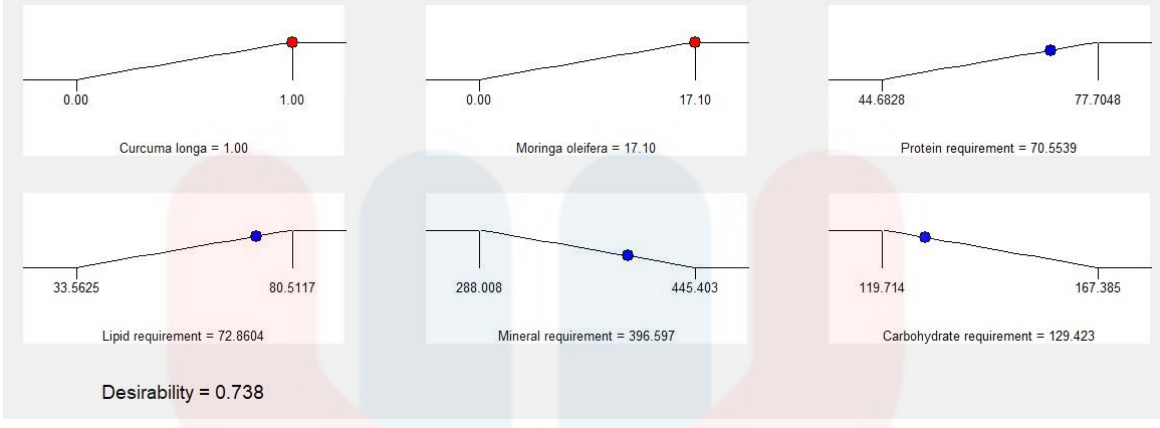 0.00 1.00
Curcuma longa = 1.00
0.00 17.10
Moringa oleifera = 17.10
44.6828 77.7048
Protein requirement = 70.5539
33.5625 80.5117
Lipid requirement = 72.8604
288.008 445.403
Mineral requirement = 396.597
119.714 167.385
Carbohydrate requirement = 129.423
Desirability = 0.738